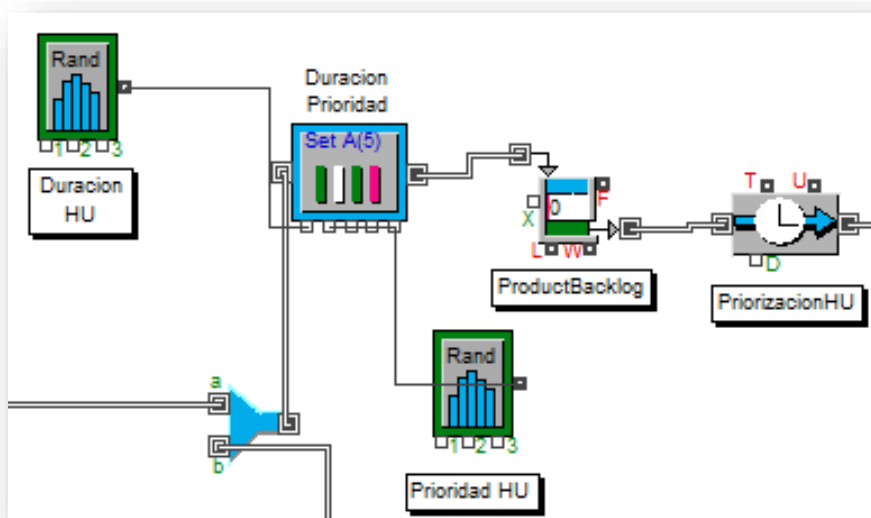 Rand
1 2 3
Duracion
HU
Duracion
Prioridad
Set A(5)
0
F
X
L W
ProductBacklog
T U
D
PriorizacionHU
a
b
Rand
1 2 3
Prioridad HU